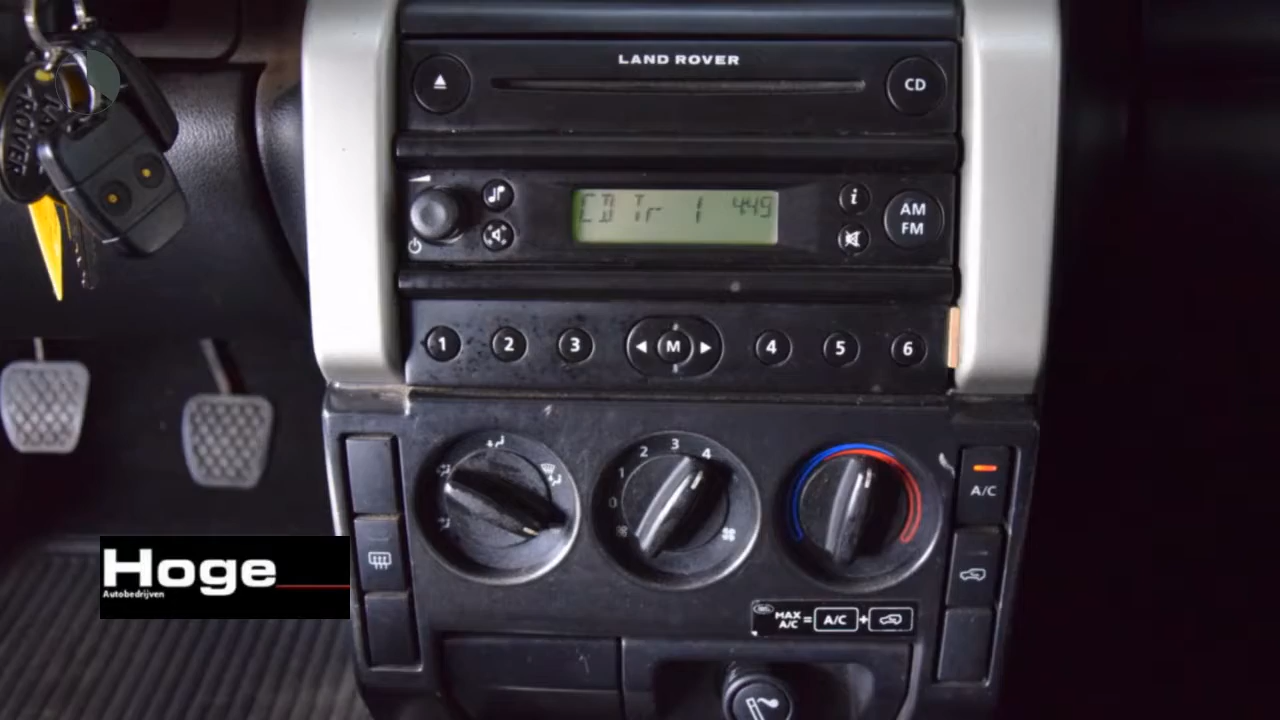 LAND ROVER
CD
ROVER
CD Tr 1 4:49
i
AM
FM
1 2 3 M 4 5 6
1 2 3 4
0
A/C
MAX A/C = A/C +
Hoge
Autobedrijven